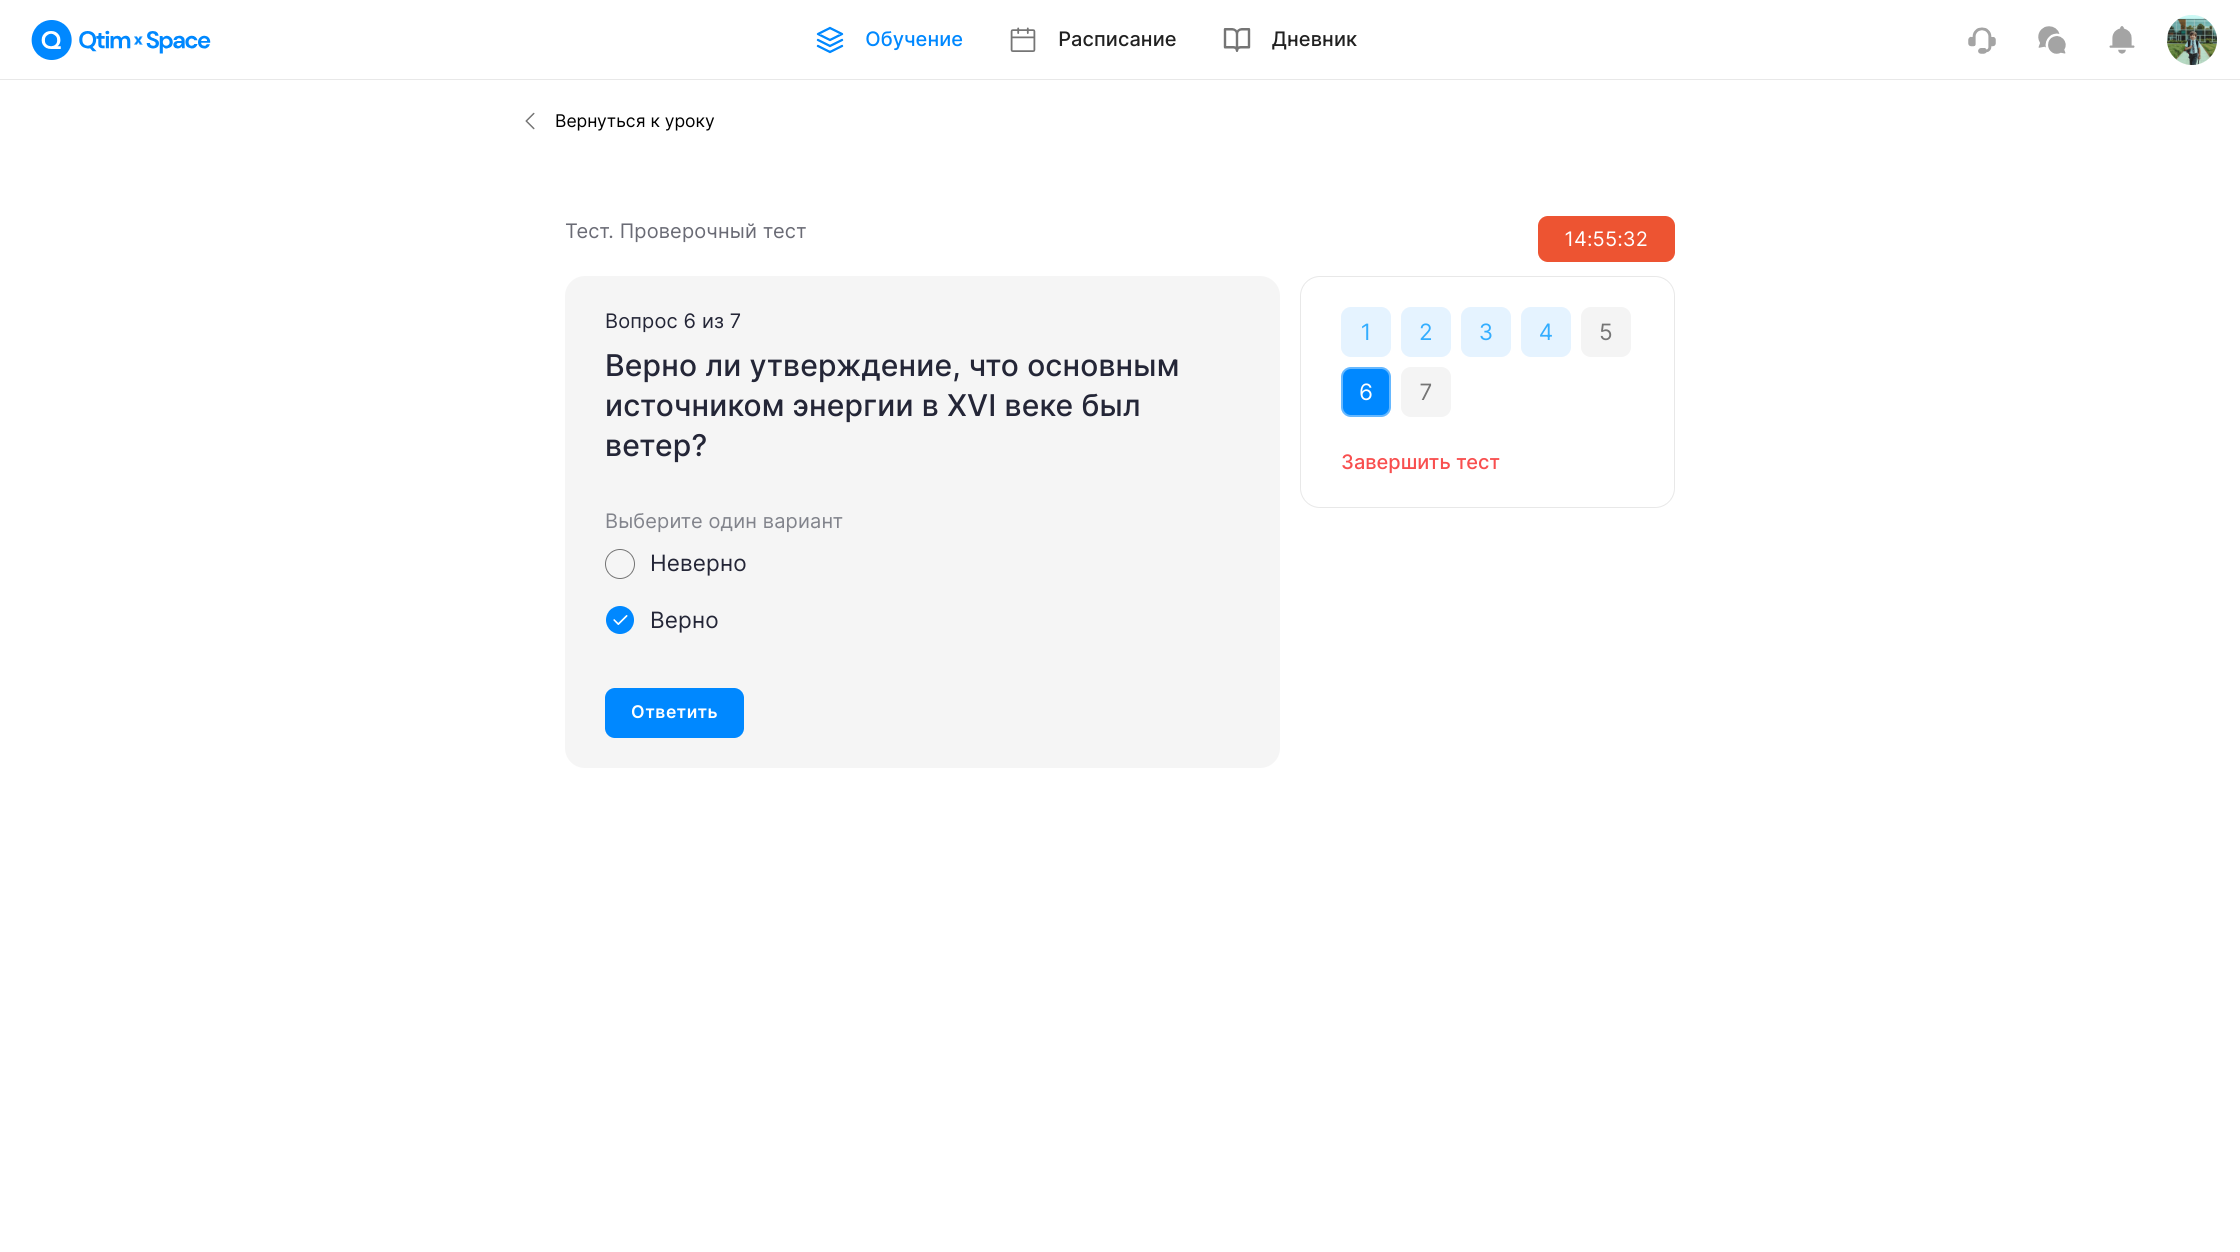 Qtim x Space
Обучение
Расписание
Дневник
Вернуться к уроку
Тест. Проверочный тест
14:55:32
Вопрос 6 из 7
Верно ли утверждение, что основным
источником энергии в XVI веке был
ветер?
Выберите один вариант
Неверно
Верно
Ответить
1 2 3 4 5
6 7
Завершить тест